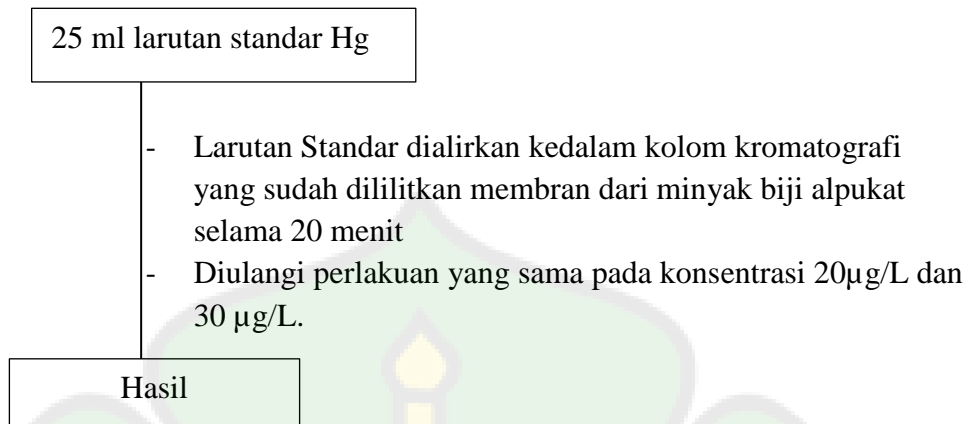 25 ml larutan standar Hg
- Larutan Standar dialirkan kedalam kolom kromatografi
yang sudah dililitkan membran dari minyak biji alpukat
selama 20 menit
- Diulangi perlakuan yang sama pada konsentrasi 20µg/L dan
30 µg/L.
Hasil